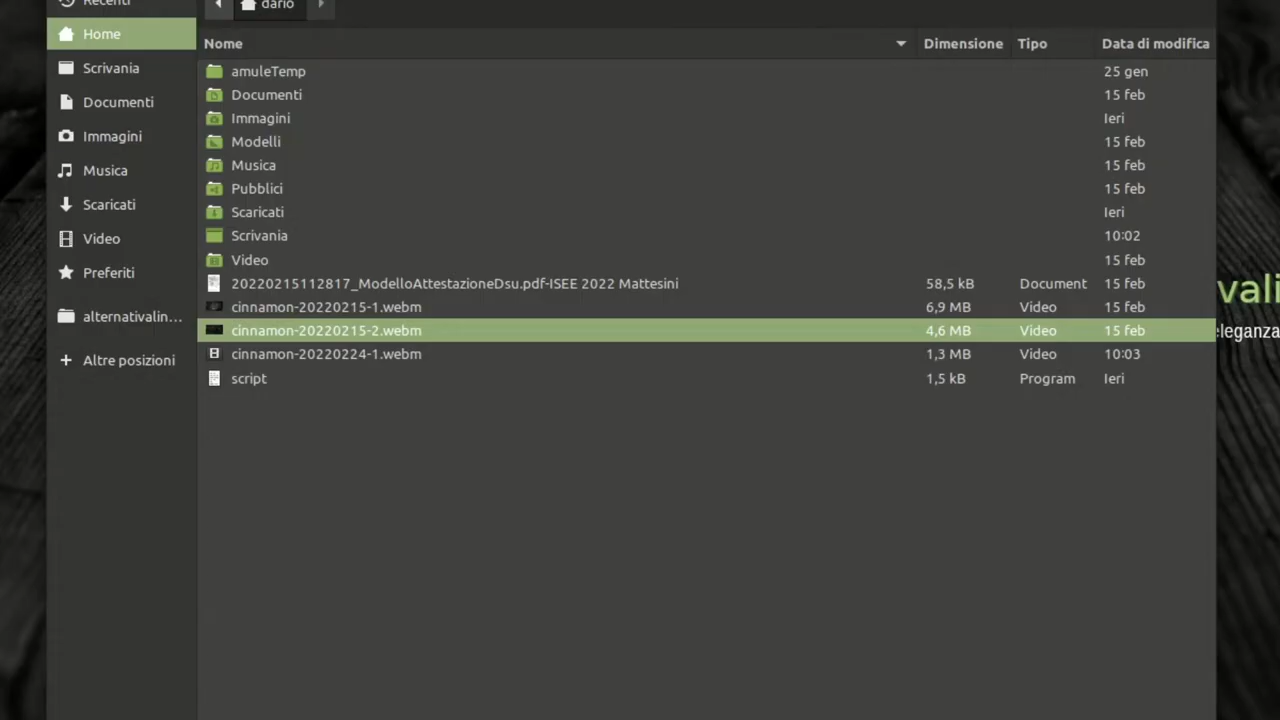 Recenti
dario
Home
Nome Dimensione Tipo Data di modifica
Scrivania
Documenti
Immagini
Musica
Scaricati
Video
Preferiti
alternativalin...
Altre posizioni
amuleTemp 25 gen
Documenti 15 feb
Immagini Ieri
Modelli 15 feb
Musica 15 feb
Pubblici 15 feb
Scaricati Ieri
Scrivania 10:02
Video 15 feb
20220215112817_ModelloAttestazioneDsu.pdf-ISEE 2022 Mattesini 58,5 kB Document 15 feb
cinnamon-20220215-1.webm 6,9 MB Video 15 feb
cinnamon-20220215-2.webm 4,6 MB Video 15 feb
cinnamon-20220224-1.webm 1,3 MB Video 10:03
script 1,5 kB Program Ieri
vali
eleganza